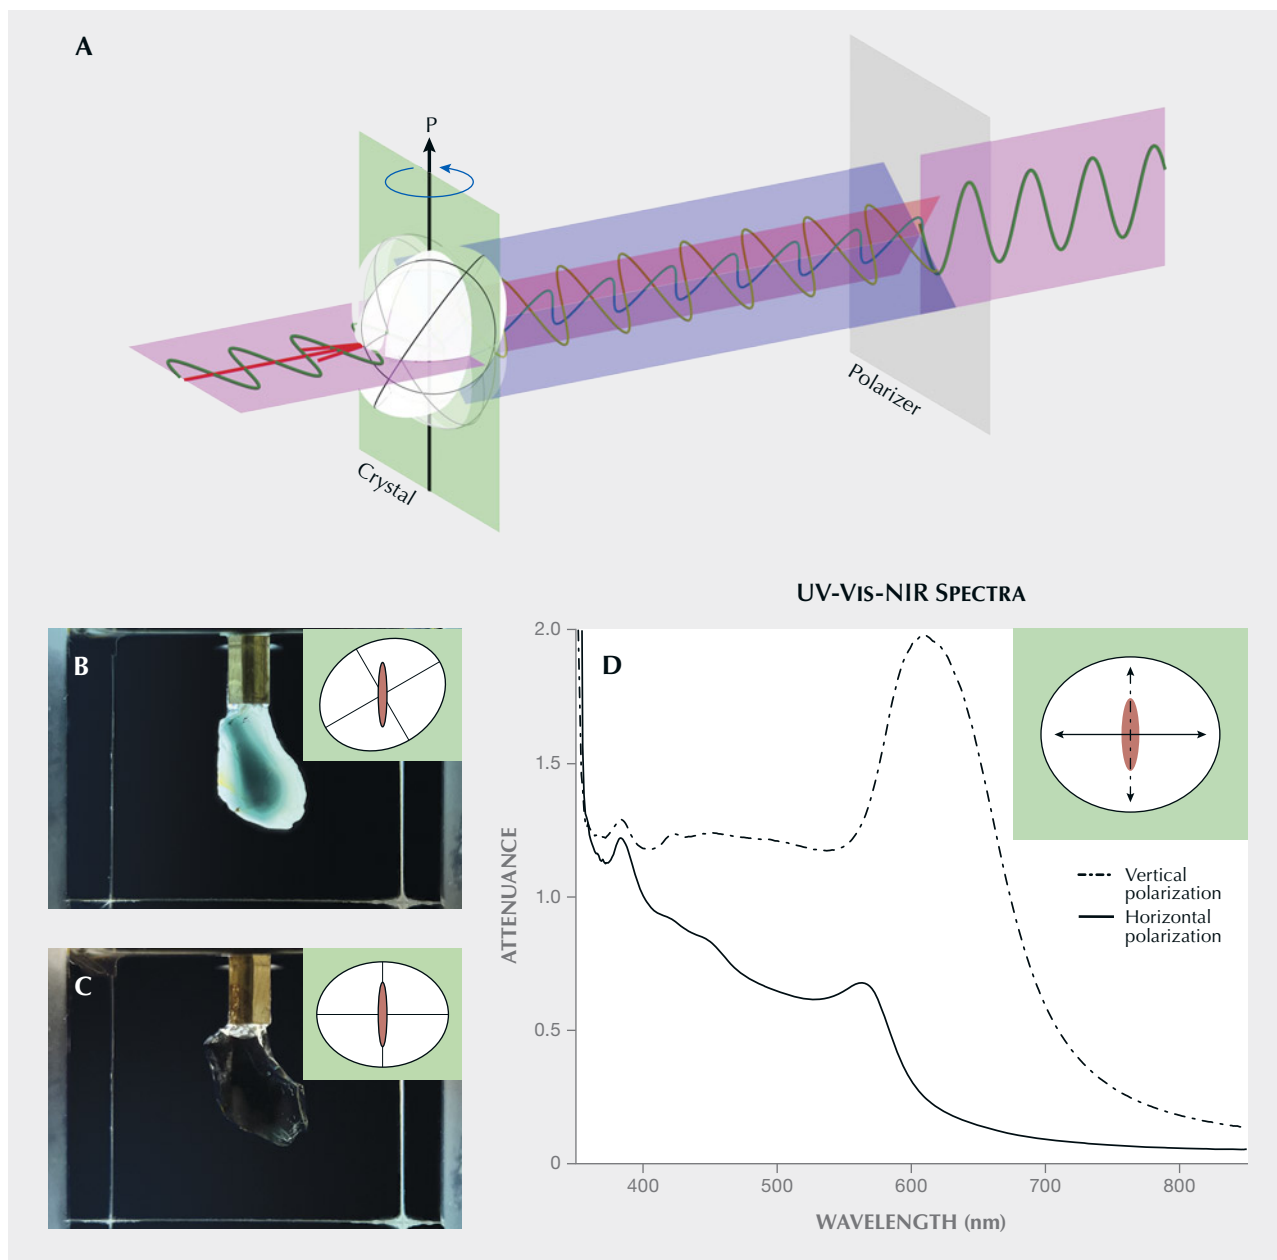 A
P
Crystal
Polarizer
B
C
UV-Vis-NIR Spectra
D
2.0
1.5
1.0
0.5
0
ATTENUANCE
Vertical
polarization
Horizontal
polarization
400 500 600 700 800
WAVELENGTH (nm)